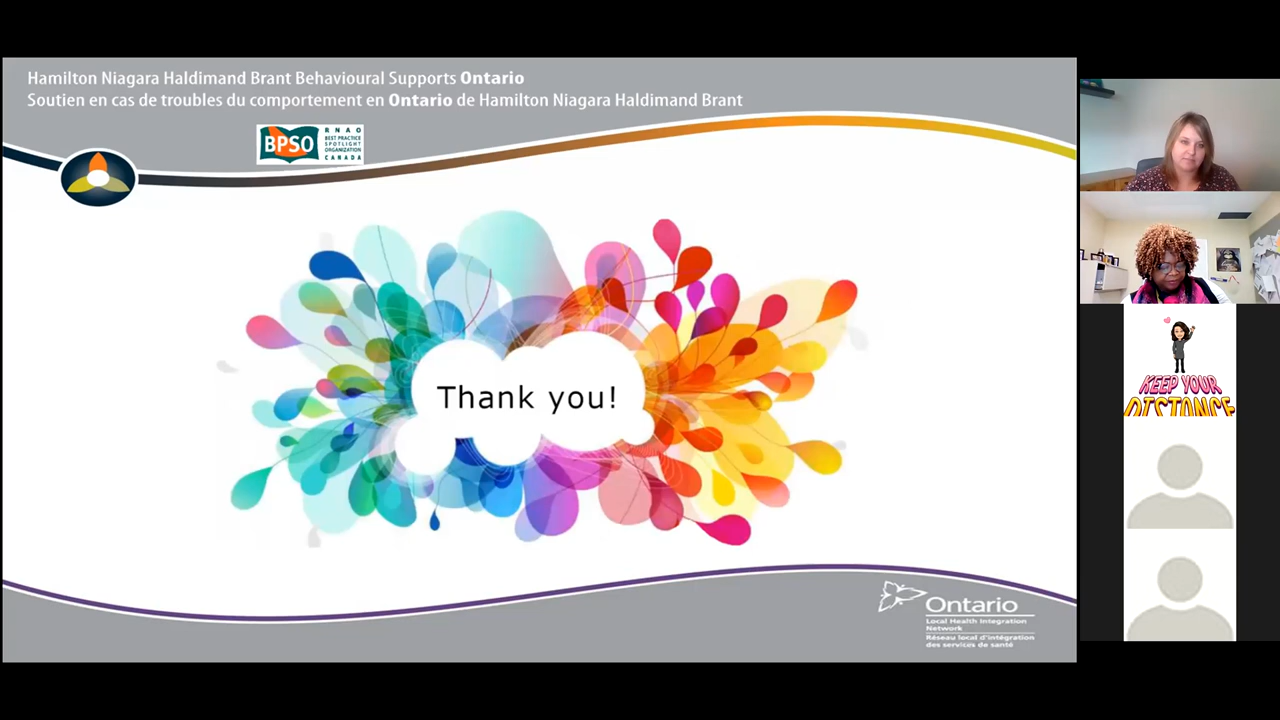 Hamilton Niagara Haldimand Brant Behavioural Supports Ontario
Soutien en cas de troubles du comportement en Ontario de Hamilton Niagara Haldimand Brant
BPSO
RNAO
BEST PRACTICE
SPOTLIGHT
ORGANIZATION
CANADA
Thank you!
KEEP YOUR
DISTANCE
Ontario
Local Health Integration
Network
Réseau local d'intégration
des services de santé